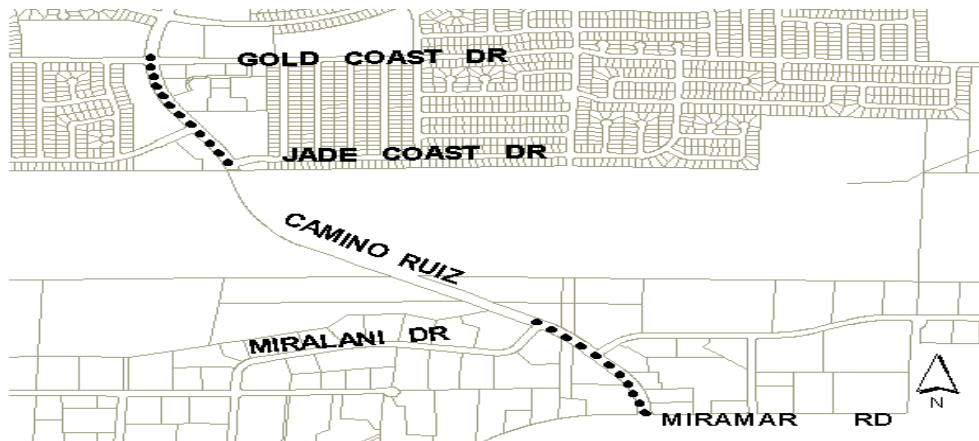 GOLD COAST DR
JADE COAST DR
CAMINO RUIZ
MIRALANI DR
N
MIRAMAR RD